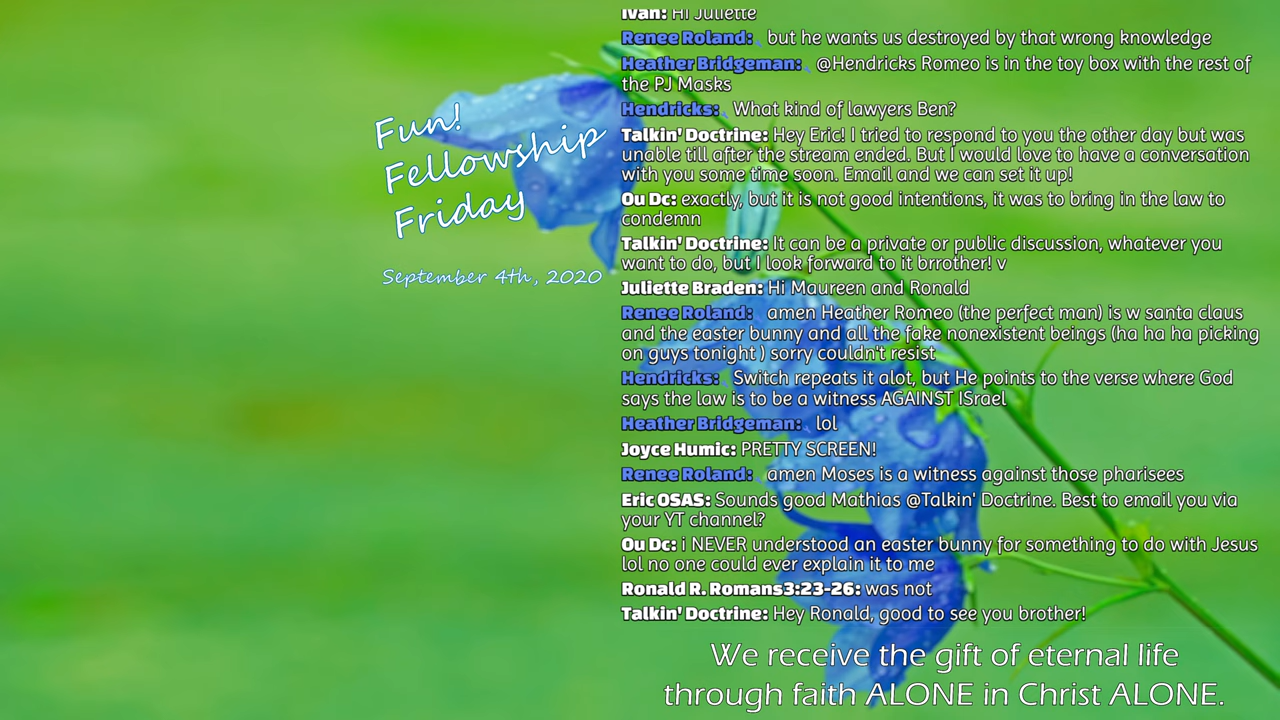 Fun!
Fellowship
Friday
September 4th, 2020
Ivan: Hi Juliette
Renee Roland: but he wants us destroyed by that wrong knowledge
Heather Bridgeman: @Hendricks Romeo is in the toy box with the rest of
the PJ Masks
Hendricks: What kind of lawyers Ben?
Talkin' Doctrine: Hey Eric! I tried to respond to you the other day but was
unable till after the stream ended. But I would love to have a conversation
with you some time soon. Email and we can set it up!
Ou Dc: exactly, but it is not good intentions, it was to bring in the law to
condemn
Talkin' Doctrine: It can be a private or public discussion, whatever you
want to do, but I look forward to it brrother! v
Juliette Braden: Hi Maureen and Ronald
Renee Roland: amen Heather Romeo (the perfect man) is w santa claus
and the easter bunny and all the fake nonexistent beings (ha ha ha picking
on guys tonight ) sorry couldn't resist
Hendricks: Switch repeats it alot, but He points to the verse where God
says the law is to be a witness AGAINST ISrael
Heather Bridgeman: lol
Joyce Humic: PRETTY SCREEN!
Renee Roland: amen Moses is a witness against those pharisees
Eric OSAS: Sounds good Mathias @Talkin' Doctrine. Best to email you via
your YT channel?
Ou Dc: i NEVER understood an easter bunny for something to do with Jesus
lol no one could ever explain it to me
Ronald R. Romans3:23-26: was not
Talkin' Doctrine: Hey Ronald, good to see you brother!
We receive the gift of eternal life
through faith ALONE in Christ ALONE.